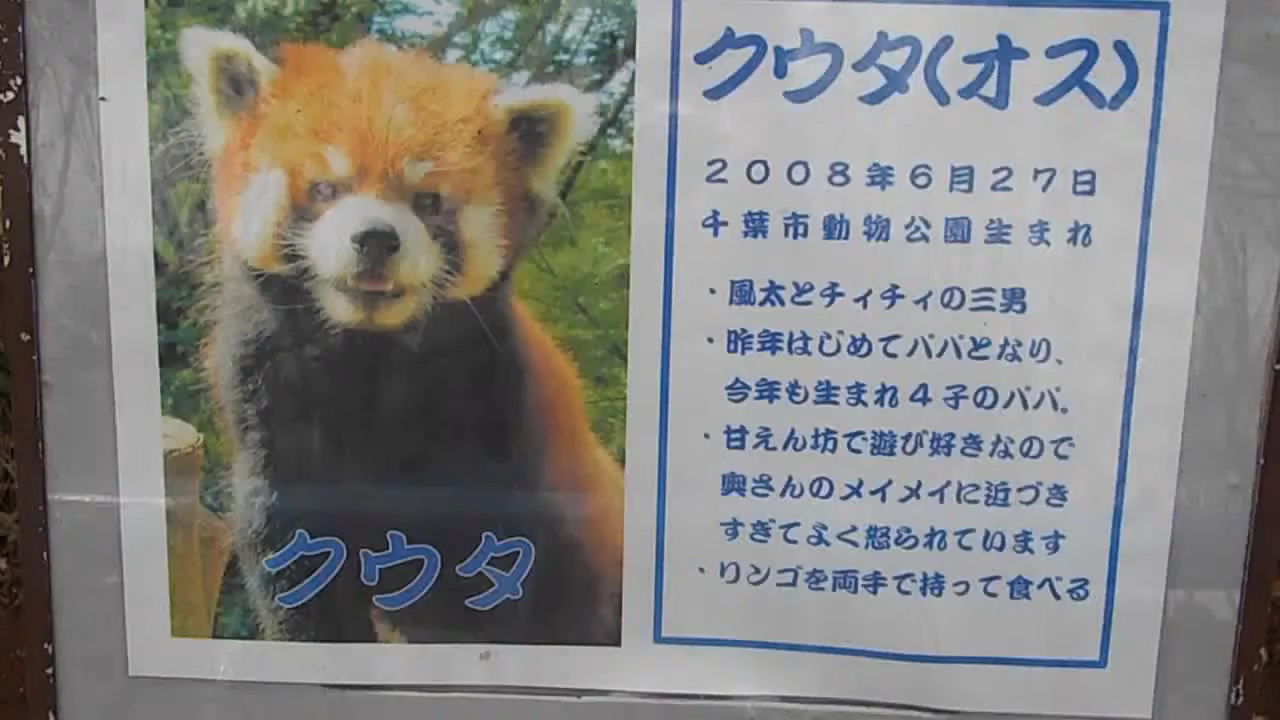 クウタ
クウタ(オス)
２００８年６月２７日
千葉市動物公園生まれ
・風太とチィチィの三男
・昨年はじめてパパとなり、
今年も生まれ４子のパパ。
・甘えん坊で遊び好きなので
奥さんのメイメイに近づき
すぎてよく怒られています
・リンゴを両手で持って食べる